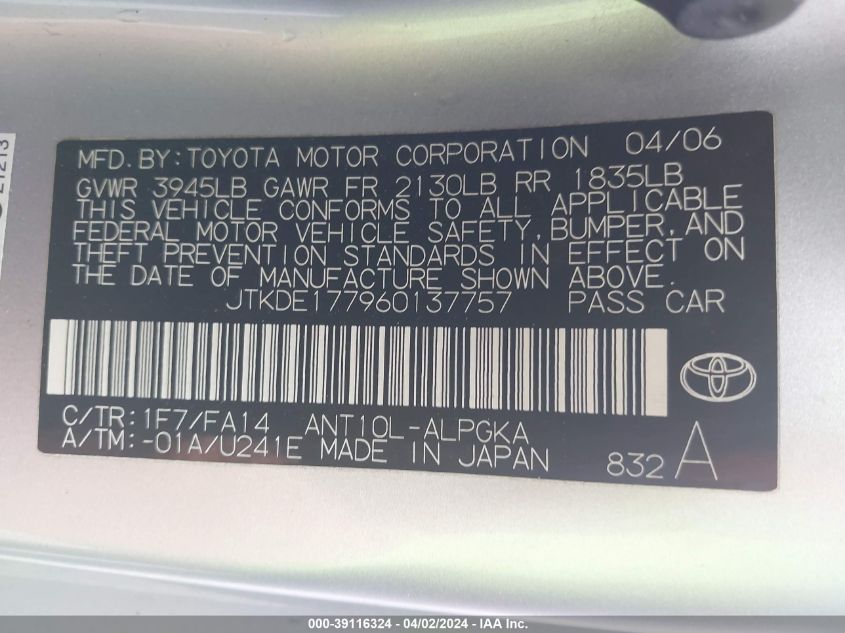 MFD. BY: TOYOTA MOTOR CORPORATION 04/06
GVWR 3945LB GAWR FR 2130LB RR 1835LB
THIS VEHICLE CONFORMS TO ALL APPLICABLE
FEDERAL MOTOR VEHICLE SAFETY, BUMPER, AND
THEFT PREVENTION STANDARDS IN EFFECT ON
THE DATE OF MANUFACTURE SHOWN ABOVE.
JTKDE177960137757 PASS CAR
C/TR: 1F7/FA14 ANT10L-ALPGKA
A/TM: -01A/U241E MADE IN JAPAN
832 A
000-39116324 - 04/02/2024 - IAA Inc.